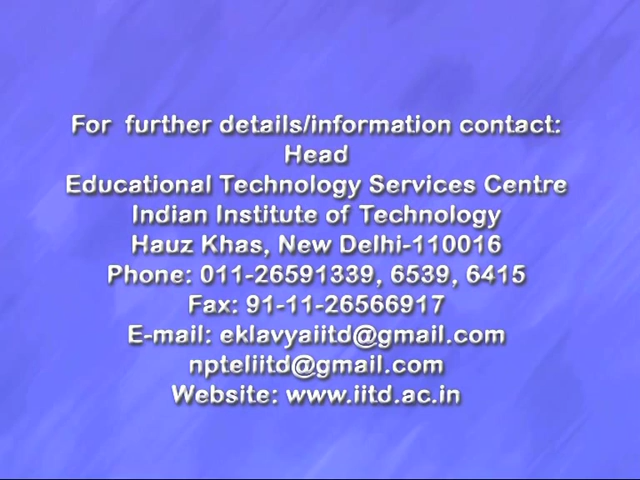 For further details/information contact:
Head
Educational Technology Services Centre
Indian Institute of Technology
Hauz Khas, New Delhi-110016
Phone: 011-26591339, 6539, 6415
Fax: 91-11-26566917
E-mail: eklavyaiitd@gmail.com
npteliitd@gmail.com
Website: www.iitd.ac.in